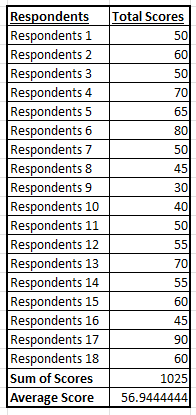 Respondents Total Scores
Respondents 1 50
Respondents 2 60
Respondents 3 50
Respondents 4 70
Respondents 5 65
Respondents 6 80
Respondents 7 50
Respondents 8 45
Respondents 9 30
Respondents 10 40
Respondents 11 50
Respondents 12 55
Respondents 13 70
Respondents 14 55
Respondents 15 60
Respondents 16 45
Respondents 17 90
Respondents 18 60
Sum of Scores 1025
Average Score 56.9444444